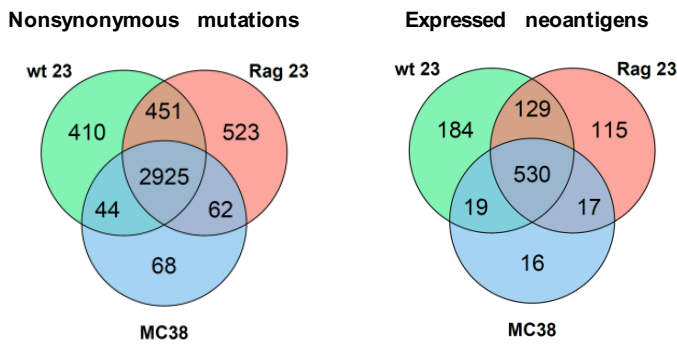 Nonsynonymous mutations
wt 23
Rag 23
451
410
523
2925
44
62
68
MC38
Expressed neoantigens
wt 23
Rag 23
129
184
115
530
19
17
16
MC38